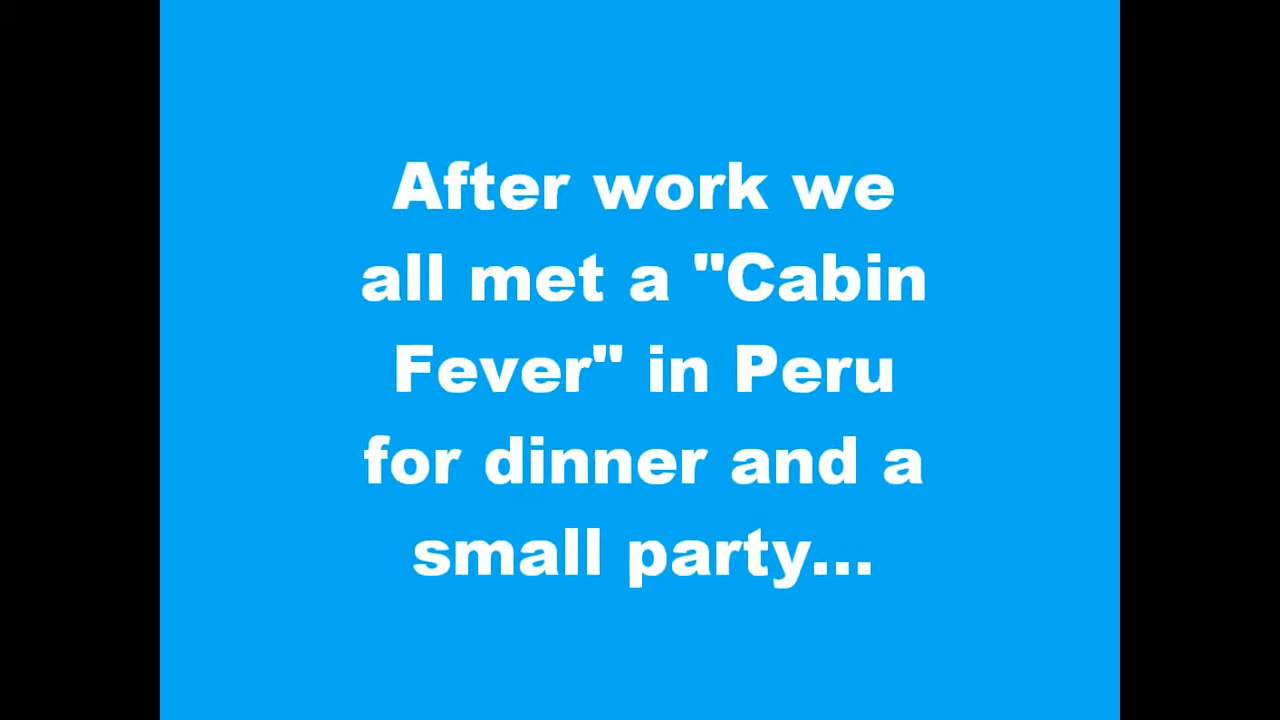 After work we
all met a "Cabin
Fever" in Peru
for dinner and a
small party...